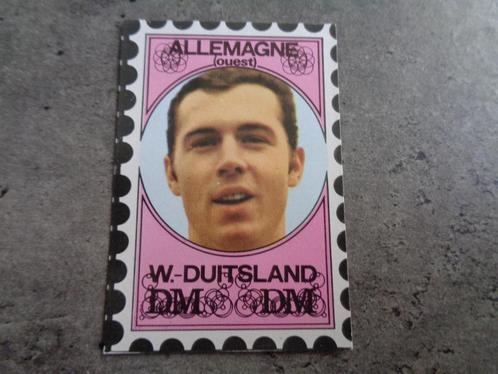 ALLEMAGNE
(ouest)
W.-DUITSLAND
DM DM